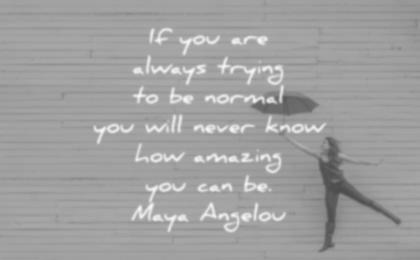 If you are
always trying
to be normal
you will never know
how amazing
you can be.
Maya Angelou